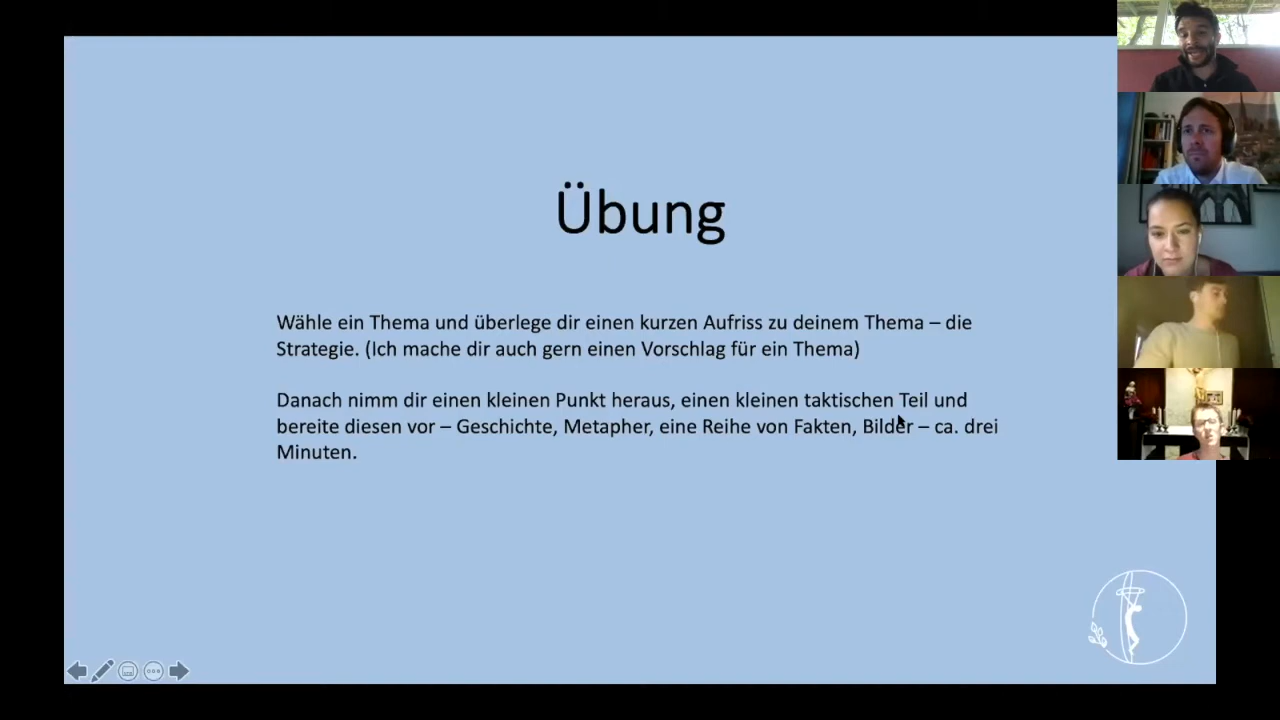 Übung
Wähle ein Thema und überlege dir einen kurzen Aufriss zu deinem Thema – die
Strategie. (Ich mache dir auch gern einen Vorschlag für ein Thema)
Danach nimm dir einen kleinen Punkt heraus, einen kleinen taktischen Teil und
bereite diesen vor – Geschichte, Metapher, eine Reihe von Fakten, Bilder – ca. drei
Minuten.